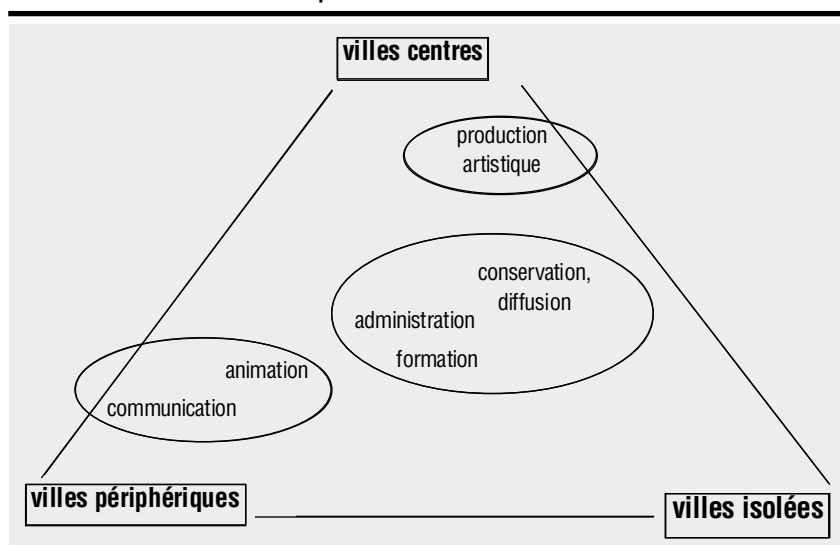 villes centres
production
artistique
conservation,
diffusion
administration
formation
animation
communication
villes périphériques
villes isolées